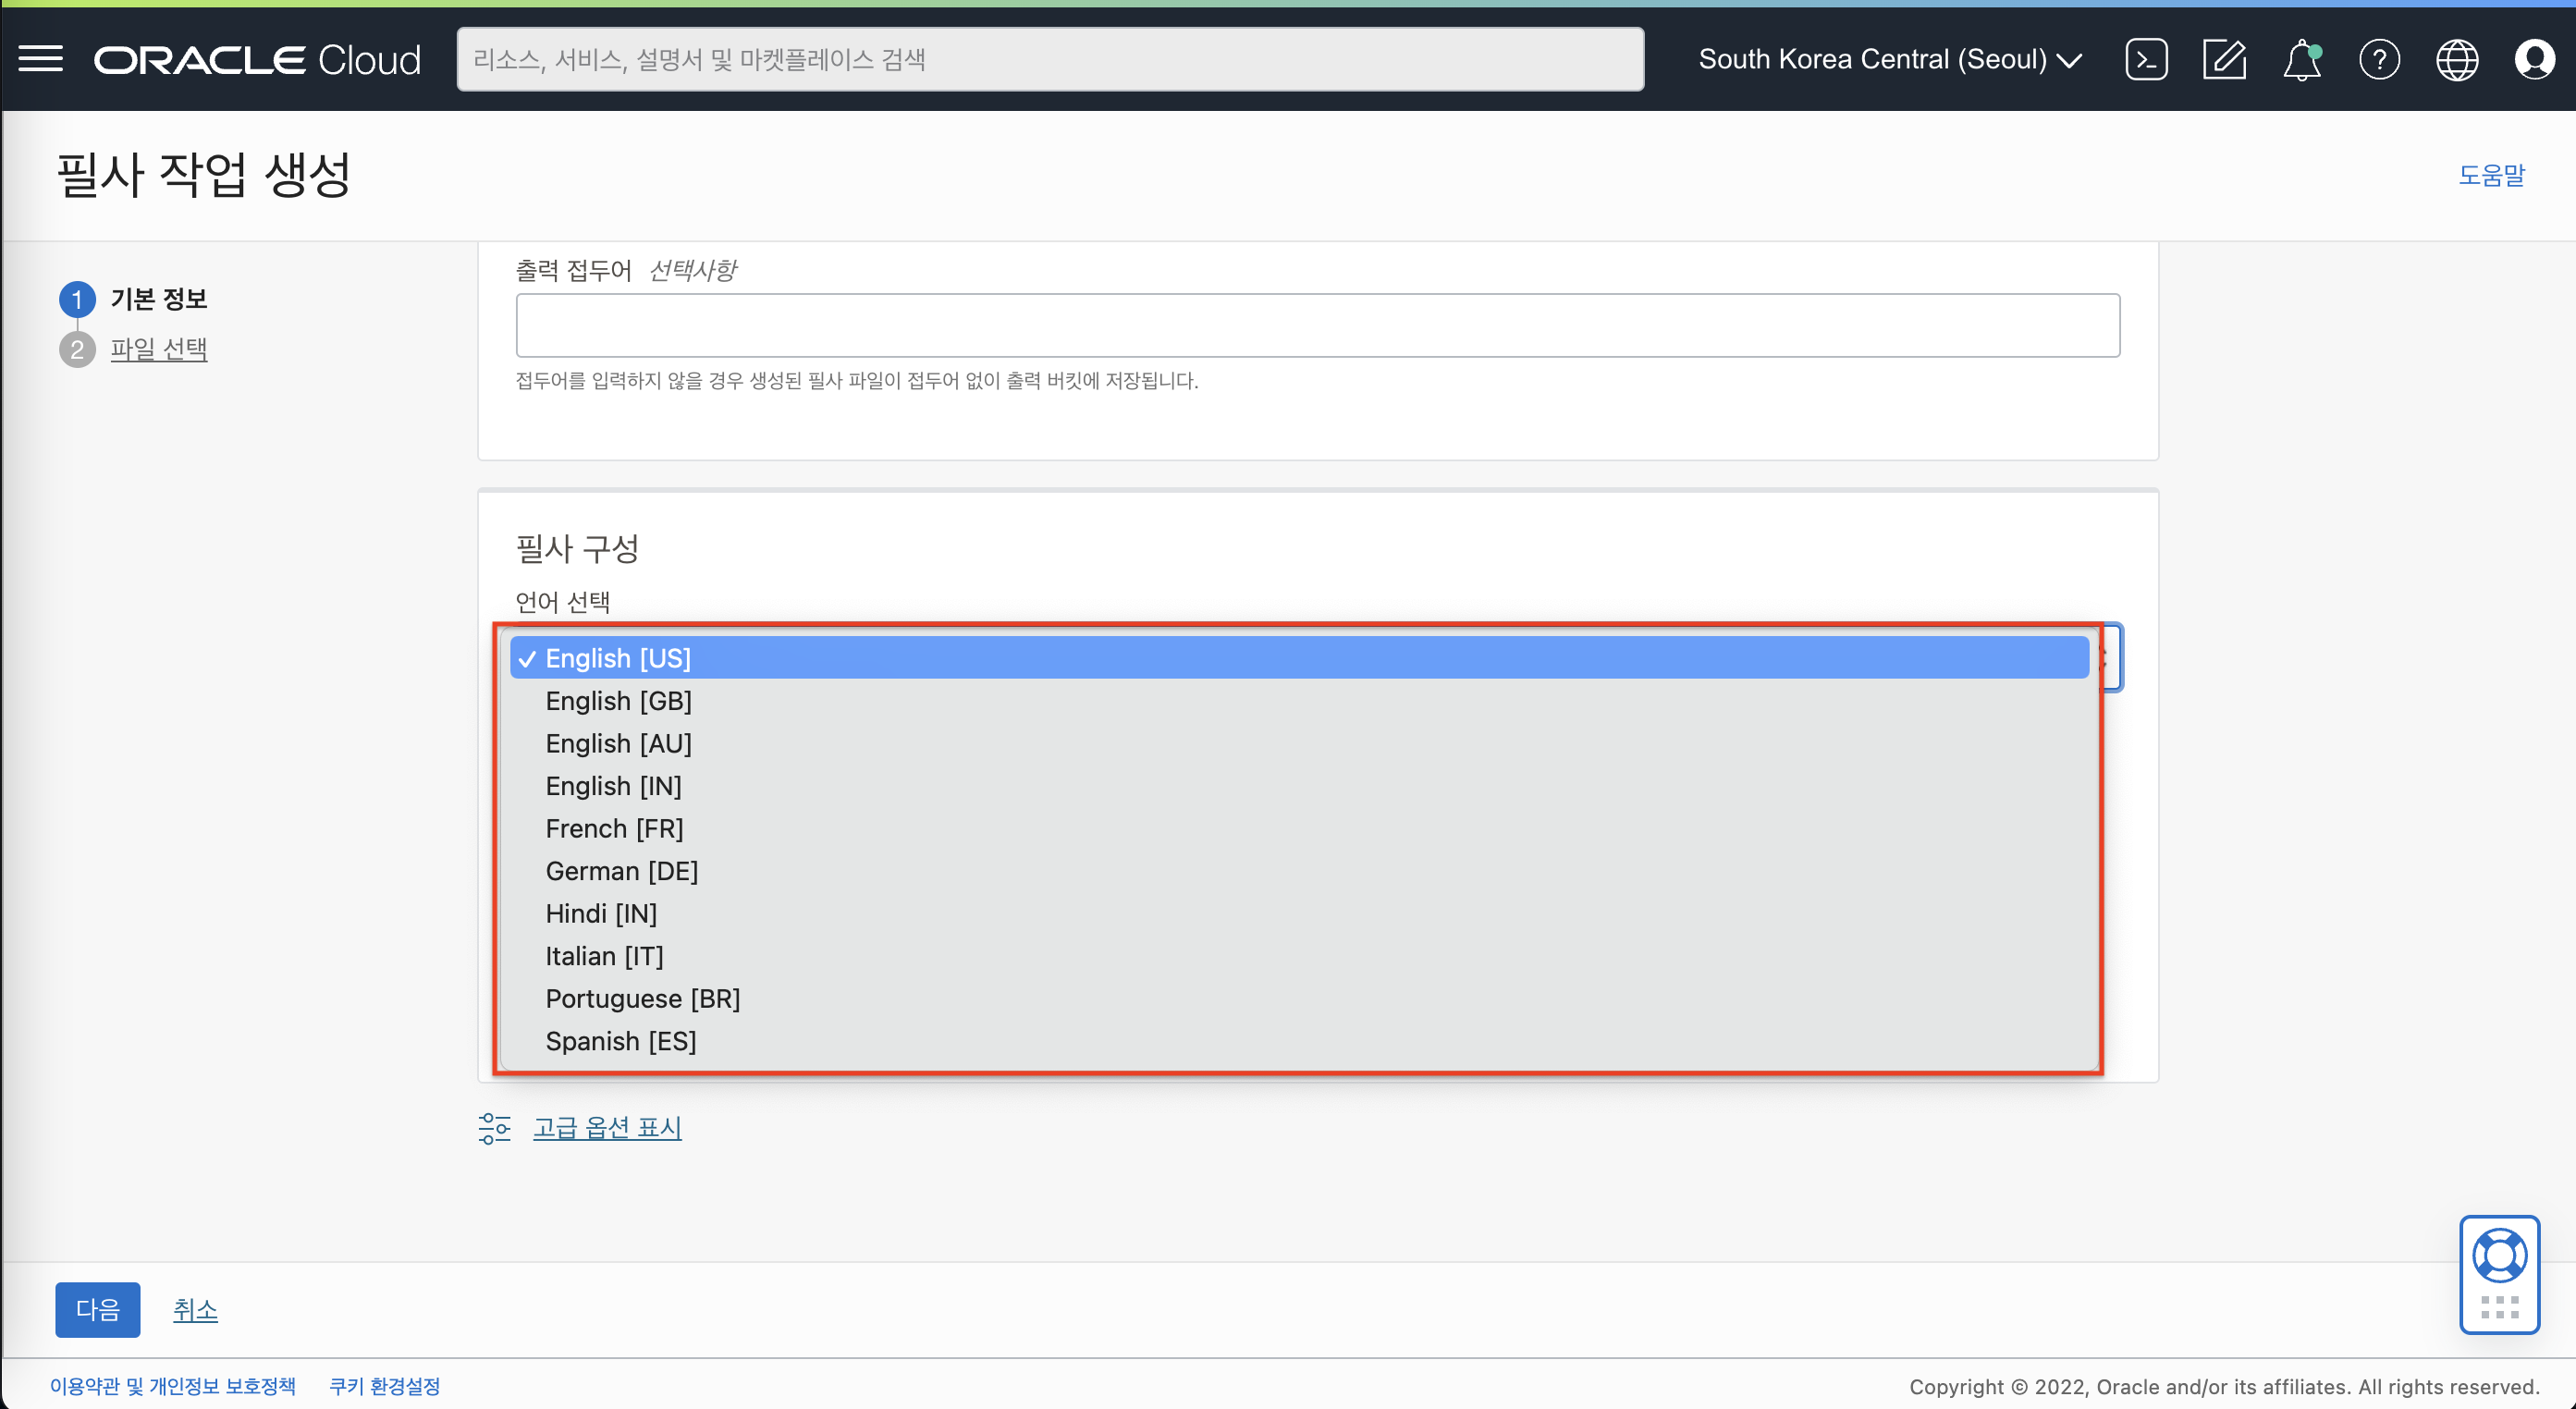 ORACLE Cloud
리소스, 서비스, 설명서 및 마켓플레이스 검색
South Korea Central (Seoul)
필사 작업 생성
도움말
1 기본 정보
2 파일 선택
출력 접두어 선택사항
접두어를 입력하지 않을 경우 생성된 필사 파일이 접두어 없이 출력 버킷에 저장됩니다.
필사 구성
언어 선택
✓ English [US]
English [GB]
English [AU]
English [IN]
French [FR]
German [DE]
Hindi [IN]
Italian [IT]
Portuguese [BR]
Spanish [ES]
고급 옵션 표시
다음 취소
이용약관 및 개인정보 보호정책 쿠키 환경설정
Copyright © 2022, Oracle and/or its affiliates. All rights reserved.